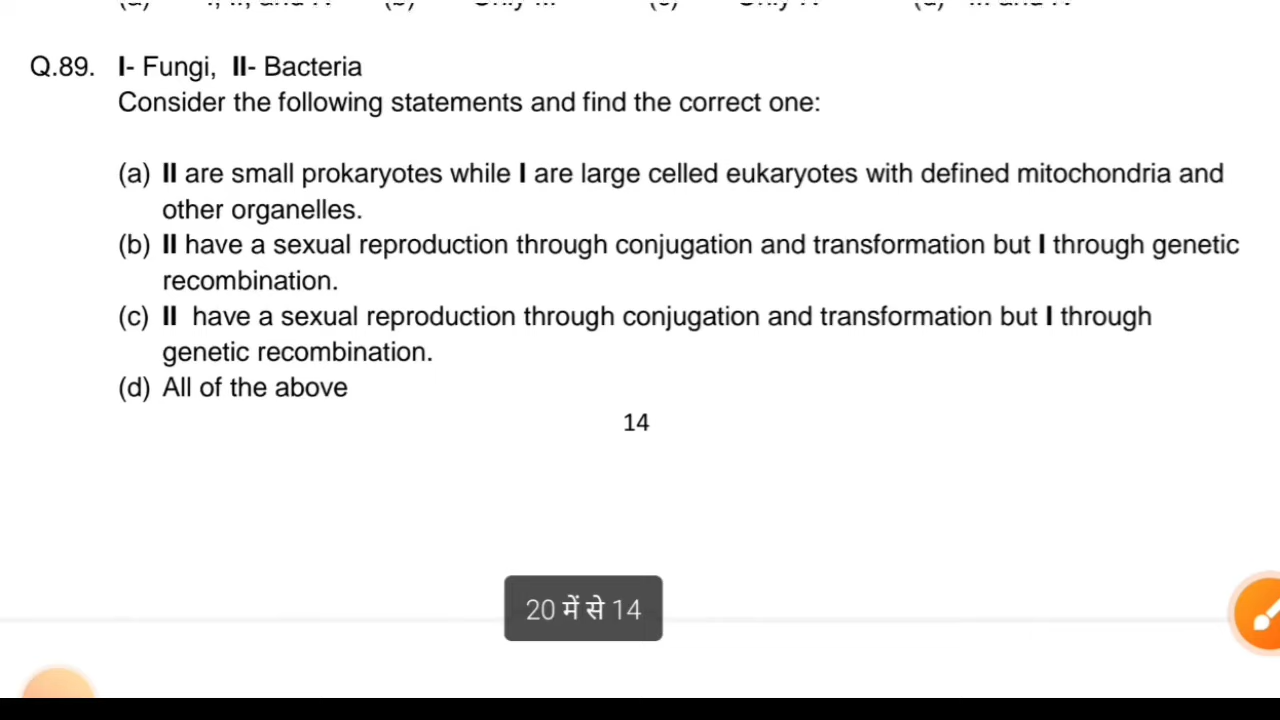 Q.89. I- Fungi, II- Bacteria
Consider the following statements and find the correct one:
(a) II are small prokaryotes while I are large celled eukaryotes with defined mitochondria and
other organelles.
(b) II have a sexual reproduction through conjugation and transformation but I through genetic
recombination.
(c) II have a sexual reproduction through conjugation and transformation but I through
genetic recombination.
(d) All of the above
14
20 में से 14